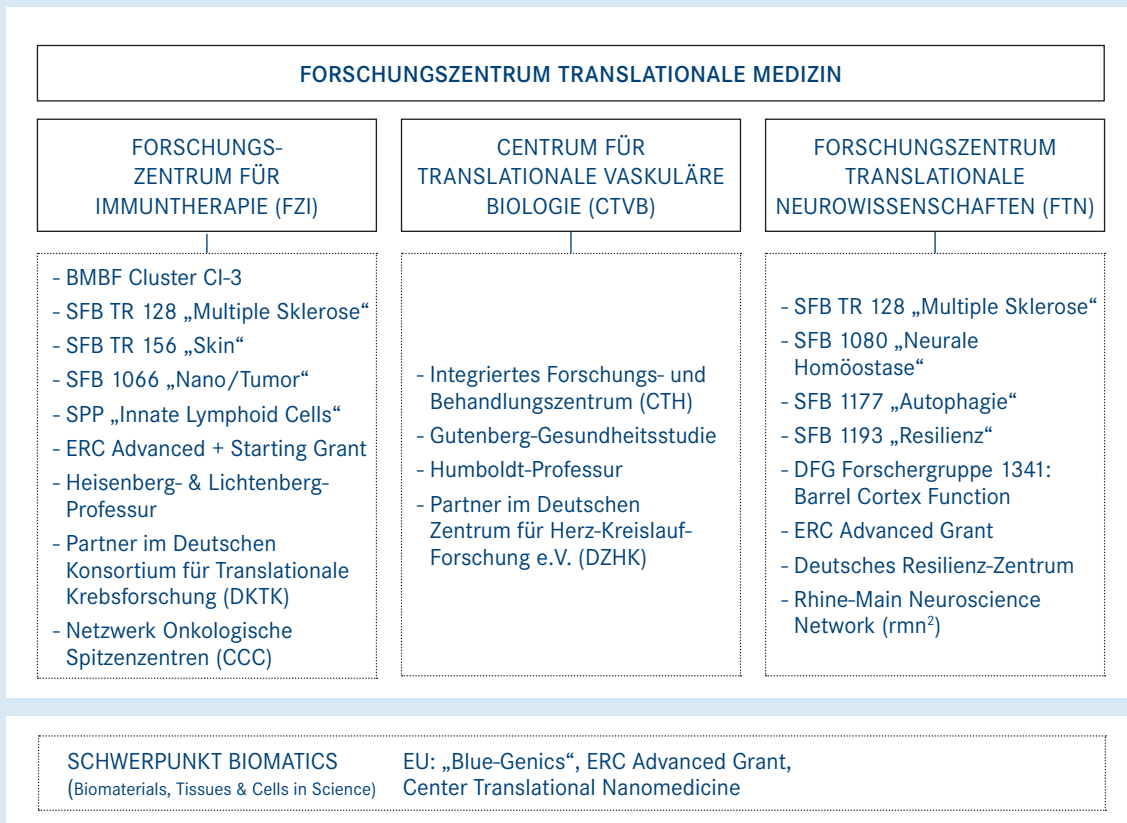 FORSCHUNGSZENTRUM TRANSLATIONALE MEDIZIN
FORSCHUNGS-
ZENTRUM FÜR
IMMUNTHERAPIE (FZI)
- BMBF Cluster CI-3
- SFB TR 128 „Multiple Sklerose“
- SFB TR 156 „Skin“
- SFB 1066 „Nano/Tumor“
- SPP „Innate Lymphoid Cells“
- ERC Advanced + Starting Grant
- Heisenberg- & Lichtenberg-
Professur
- Partner im Deutschen
Konsortium für Translationale
Krebsforschung (DKTK)
- Netzwerk Onkologische
Spitzenzentren (CCC)
CENTRUM FÜR
TRANSLATIONALE VASKULÄRE
BIOLOGIE (CTVB)
- Integriertes Forschungs- und
Behandlungszentrum (CTH)
- Gutenberg-Gesundheitsstudie
- Humboldt-Professur
- Partner im Deutschen
Zentrum für Herz-Kreislauf-
Forschung e.V. (DZHK)
FORSCHUNGSZENTRUM
TRANSLATIONALE
NEUROWISSENSCHAFTEN (FTN)
- SFB TR 128 „Multiple Sklerose“
- SFB 1080 „Neurale
Homöostase“
- SFB 1177 „Autophagie“
- SFB 1193 „Resilienz“
- DFG Forschergruppe 1341:
Barrel Cortex Function
- ERC Advanced Grant
- Deutsches Resilienz-Zentrum
- Rhine-Main Neuroscience
Network (rmn²)
SCHWERPUNKT BIOMATICS
(Biomaterials, Tissues & Cells in Science)
EU: „Blue-Genics“, ERC Advanced Grant,
Center Translational Nanomedicine